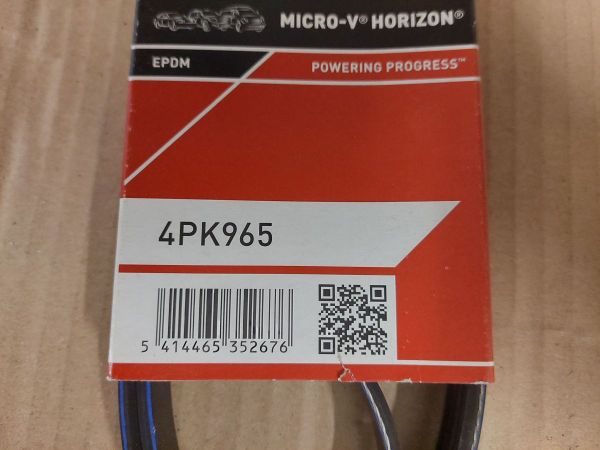 MICRO-V® HORIZON®
EPDM
POWERING PROGRESS™
4PK965
5 414465 352676